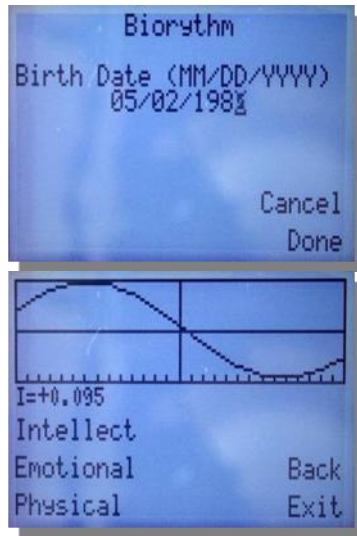 Biorythm
Birth Date (MM/DD/YYYY)
05/02/198
Cancel
Done
I=+0.095
Intellect
Emotional
Back
Physical
Exit